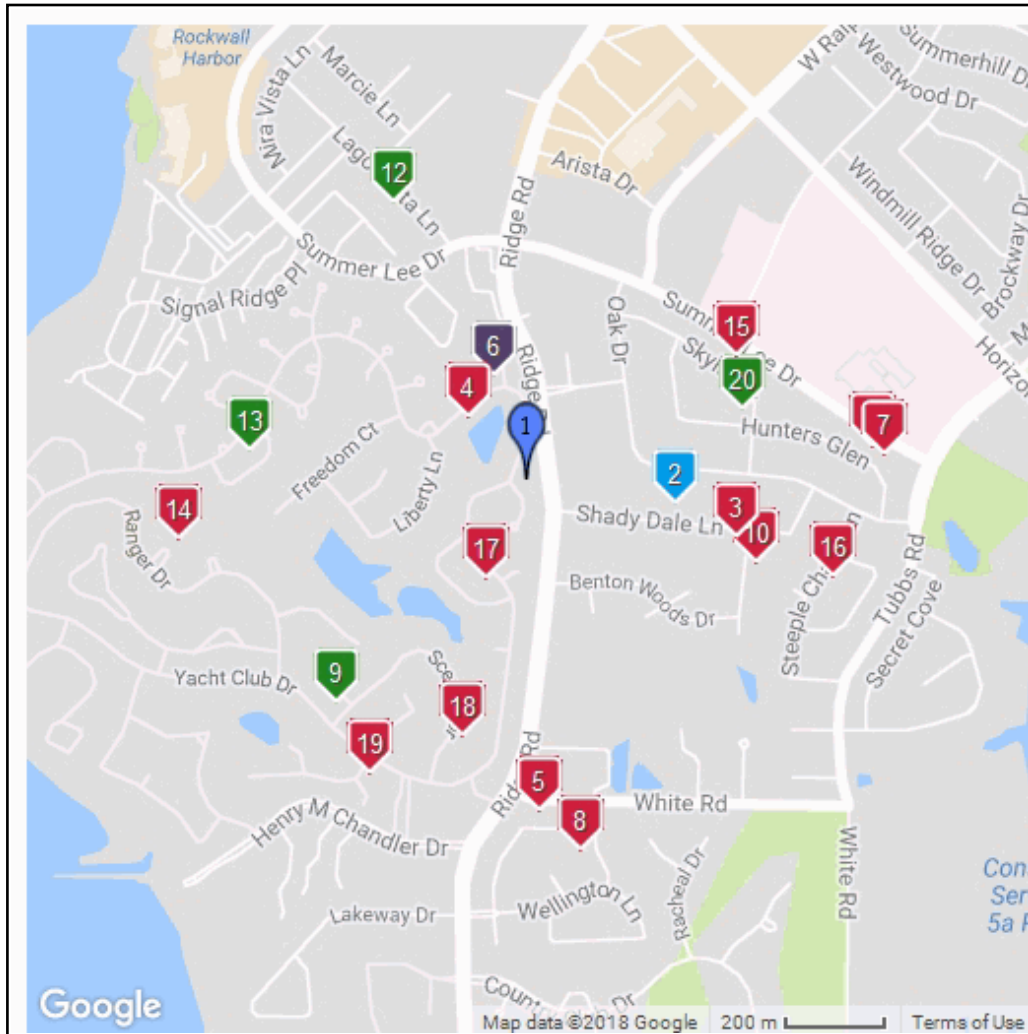 Rockwall
Harbor
Mira Vista Ln
Marcie Ln
Summerhill Dr
Westwood Dr
12
Arista Dr
Ridge Rd
Windmill Ridge Dr
Brockway Dr
Summer Lee Dr
Signal Ridge Pl
Oak Dr
15
6
Ridge
4
20
13
1
7
Hunters Glen
Freedom Ct
Liberty Ln
2
3
Shady Dale Ln
10
14
Ranger Dr
17
16
Benton Woods Dr
Tubbs Rd
Secret Cove
9
Yacht Club Dr
18
19
5
White Rd
8
Henry M Chandler Dr
White Rd
Racheal Dr
Wellington Ln
Lakeway Dr
Country Club Dr
Google
Map data ©2018 Google
200 m
Terms of Use